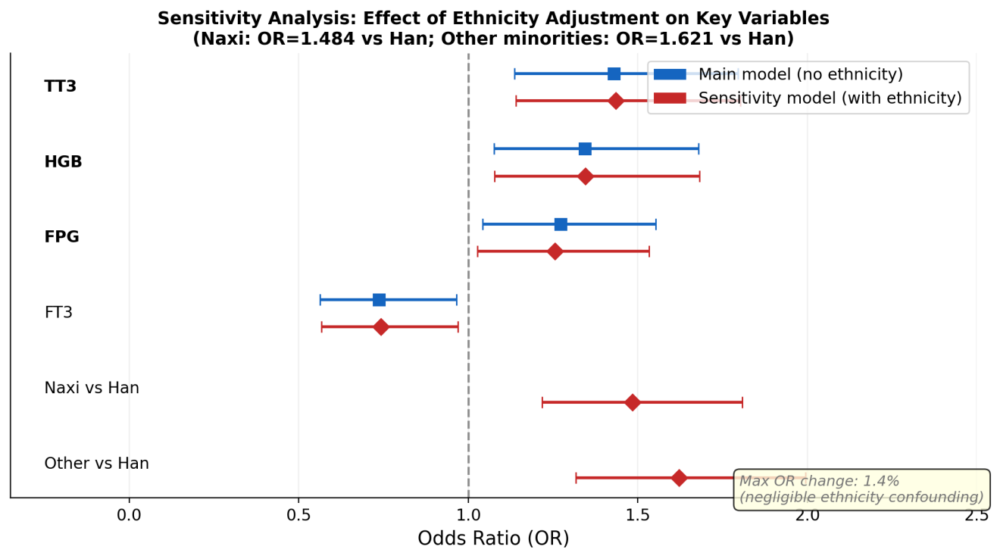 Sensitivity Analysis: Effect of Ethnicity Adjustment on Key Variables
(Naxi: OR=1.484 vs Han; Other minorities: OR=1.621 vs Han)
Main model (no ethnicity)
Sensitivity model (with ethnicity)
TT3
HGB
FPG
FT3
Naxi vs Han
Other vs Han
Max OR change: 1.4%
(negligible ethnicity confounding)
0.0 0.5 1.0 1.5 2.0 2.5
Odds Ratio (OR)